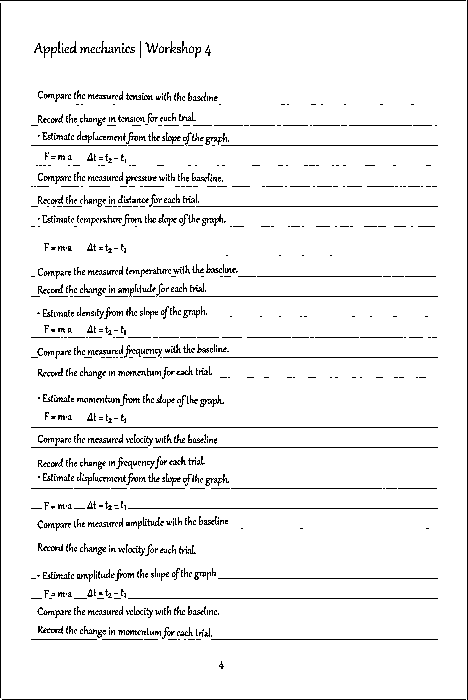 Applied mechanics | Workshop 4
Compare the measured tension with the baseline
Record the change in tension for each trial.
• Estimate displacement from the slope of the graph.
F = m·a Δt = t₂ − t₁
Compare the measured pressure with the baseline.
Record the change in distance for each trial.
• Estimate temperature from the slope of the graph.
F = m·a Δt = t₂ − t₁
Compare the measured temperature with the baseline.
Record the change in amplitude for each trial.
• Estimate density from the slope of the graph.
F = m·a Δt = t₂ − t₁
Compare the measured frequency with the baseline.
Record the change in momentum for each trial.
• Estimate momentum from the slope of the graph.
F = m·a Δt = t₂ − t₁
Compare the measured velocity with the baseline
Record the change in frequency for each trial.
• Estimate displacement from the slope of the graph.
F = m·a Δt = t₂ − t₁
Compare the measured amplitude with the baseline
Record the change in velocity for each trial.
• Estimate amplitude from the slope of the graph
F = m·a Δt = t₂ − t₁
Compare the measured velocity with the baseline.
Record the change in momentum for each trial.
4